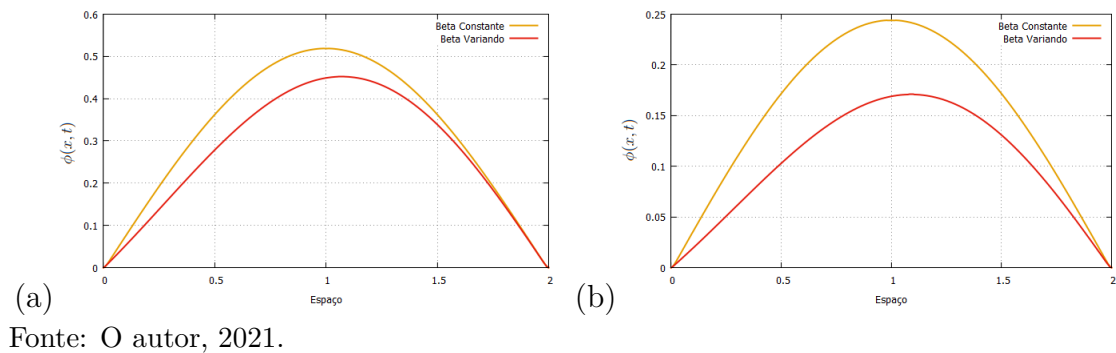 0.6
Beta Constante
Beta Variando
0.5
0.4
0.3
0.2
0.1
0
ϕ(x, t)
0 0.5 1 1.5 2
Espaço
(a)
0.25
Beta Constante
Beta Variando
0.2
0.15
0.1
0.05
0
ϕ(x, t)
0 0.5 1 1.5 2
Espaço
(b)
Fonte: O autor, 2021.